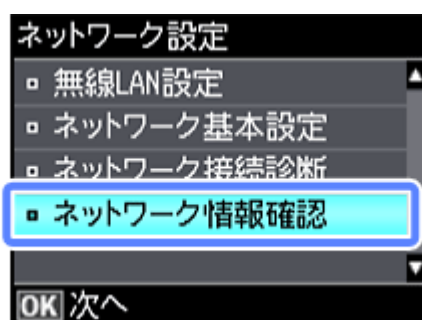 ネットワーク設定
無線LAN設定
ネットワーク基本設定
ネットワーク接続診断
ネットワーク情報確認
OK 次へ